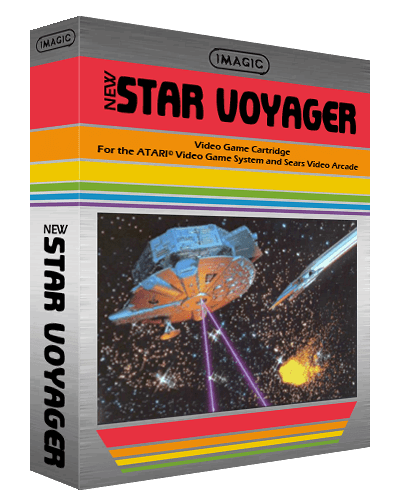 IMAGIC
IMAGIC
NEW
STAR VOYAGER
Video Game Cartridge
For the ATARI® Video Game System and Sears Video Arcade
NEW
STAR VOYAGER